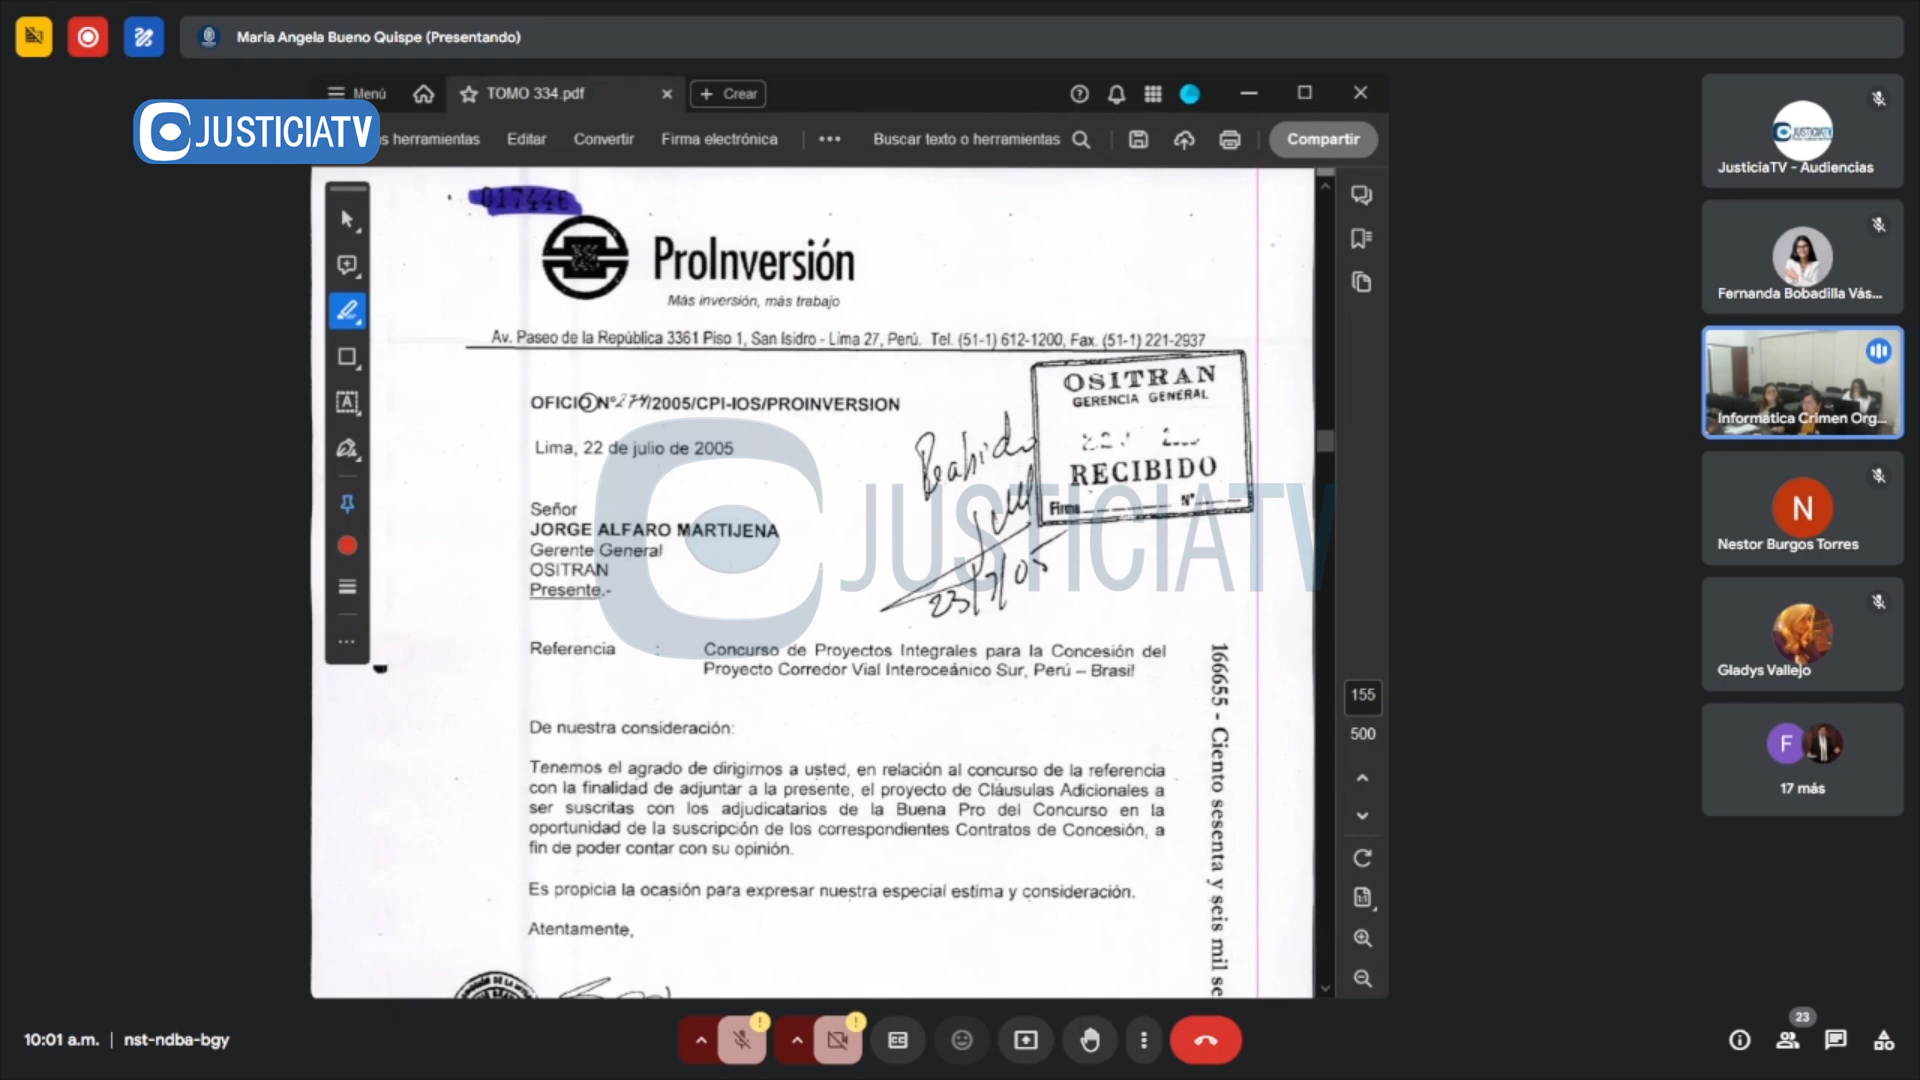 Maria Angela Bueno Quispe (Presentando)
Menú
TOMO 334.pdf
Crear
JUSTICIATV
s herramientas
Editar
Convertir
Firma electrónica
Buscar texto o herramientas
Compartir
017446
ProInversión
Más inversión, más trabajo
Av. Paseo de la República 3361 Piso 1, San Isidro - Lima 27, Perú. Tel. (51-1) 612-1200, Fax. (51-1) 221-2937
OSITRAN
GERENCIA GENERAL
RECIBIDO
Firma
N°
OFICIO N° /2005/CPI-IOS/PROINVERSION
Lima, 22 de julio de 2005
23/7/05
Señor
JORGE ALFARO MARTIJENA
Gerente General
OSITRAN
Presente.-
JUSTICIATV
Referencia : Concurso de Proyectos Integrales para la Concesión del
Proyecto Corredor Vial Interoceánico Sur, Perú – Brasil
De nuestra consideración:
Tenemos el agrado de dirigirnos a usted, en relación al concurso de la referencia
con la finalidad de adjuntar a la presente, el proyecto de Cláusulas Adicionales a
ser suscritas con los adjudicatarios de la Buena Pro del Concurso en la
oportunidad de la suscripción de los correspondientes Contratos de Concesión, a
fin de poder contar con su opinión.
Es propicia la ocasión para expresar nuestra especial estima y consideración.
Atentamente,
166655 - Ciento sesenta y seis mil se
155
500
JUSTICIATV
JusticiaTV - Audiencias
Fernanda Bobadilla Vás...
Informática Crimen Org...
N
Nestor Burgos Torres
Gladys Vallejo
F
17 más
10:01 a.m. | nst-ndba-bgy
23